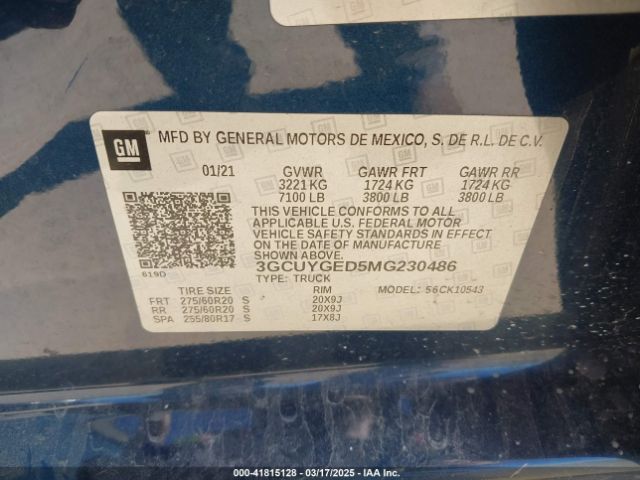 GM
MFD BY GENERAL MOTORS DE MEXICO, S. DE R.L. DE C.V.
01/21 GVWR GAWR FRT GAWR RR
3221 KG 1724 KG 1724 KG
7100 LB 3800 LB 3800 LB
THIS VEHICLE CONFORMS TO ALL
APPLICABLE U.S. FEDERAL MOTOR
VEHICLE SAFETY STANDARDS IN
EFFECT ON THE DATE OF MANUFACTURE
SHOWN ABOVE.
619D
3GCUYGED5MG230486
TYPE: TRUCK
TIRE SIZE RIM MODEL: S6CK10543
FRT 275/60R20 S 20X9J
RR 275/60R20 S 20X9J
SPA 255/80R17 S 17X8J
000-41815128 - 03/17/2025 - IAA Inc.